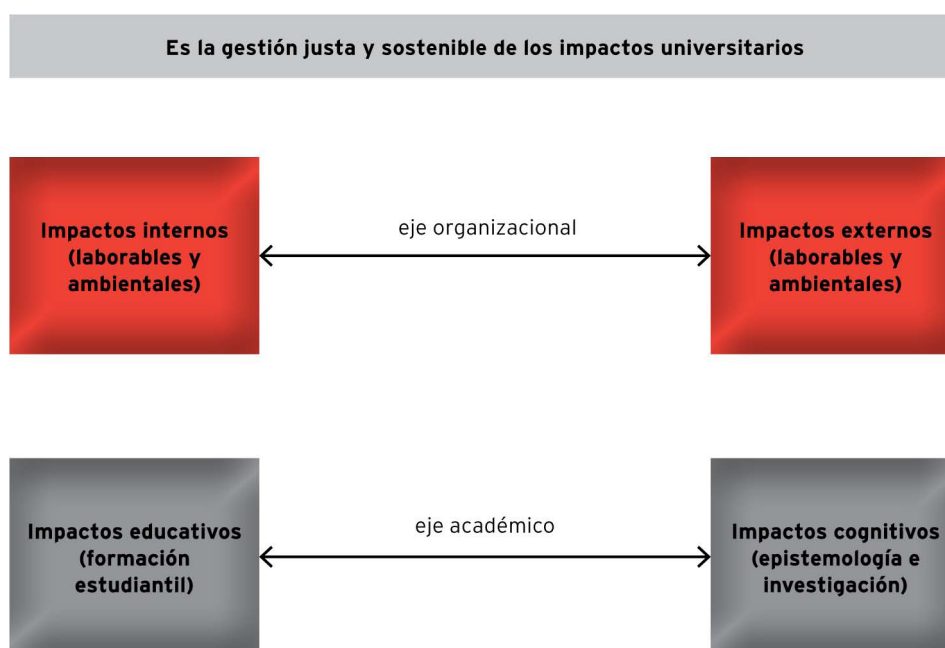 Es la gestión justa y sostenible de los impactos universitarios
Impactos internos
(laborables y
ambientales)
eje organizacional
Impactos externos
(laborables y
ambientales)
Impactos educativos
(formación
estudiantil)
eje académico
Impactos cognitivos
(epistemología e
investigación)